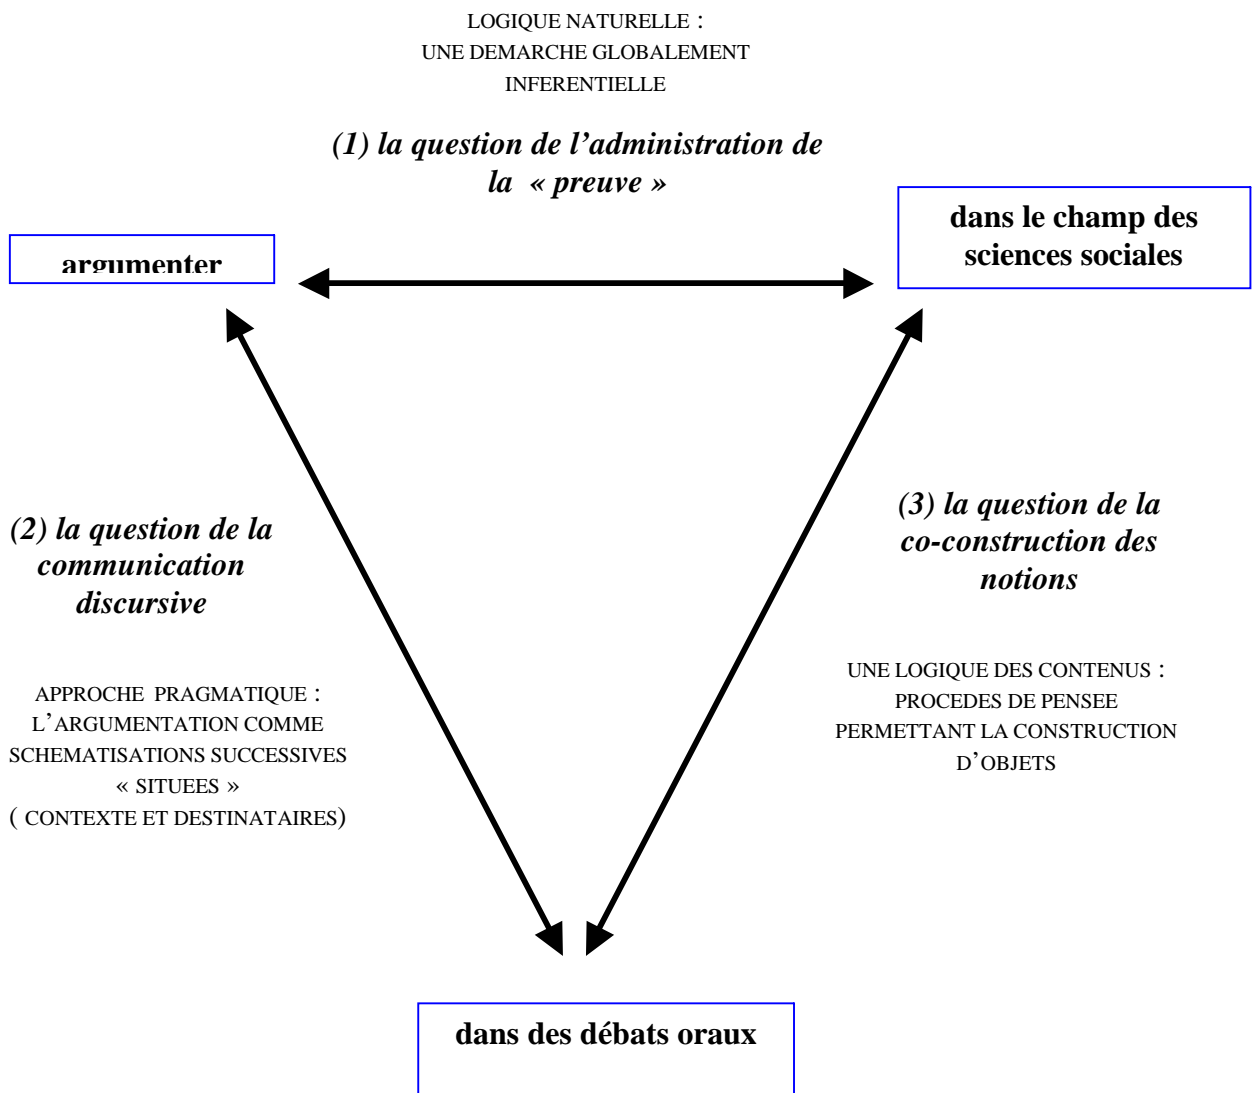 LOGIQUE NATURELLE :
UNE DEMARCHE GLOBALEMENT
INFERENTIELLE
(1) la question de l’administration de
la « preuve »
dans le champ des
sciences sociales
argumenter
(2) la question de la
communication
discursive
(3) la question de la
co-construction des
notions
APPROCHE PRAGMATIQUE :
L’ARGUMENTATION COMME
SCHEMATISATIONS SUCCESSIVES
« SITUEES »
( CONTEXTE ET DESTINATAIRES)
UNE LOGIQUE DES CONTENUS :
PROCEDES DE PENSEE
PERMETTANT LA CONSTRUCTION
D’OBJETS
dans des débats oraux